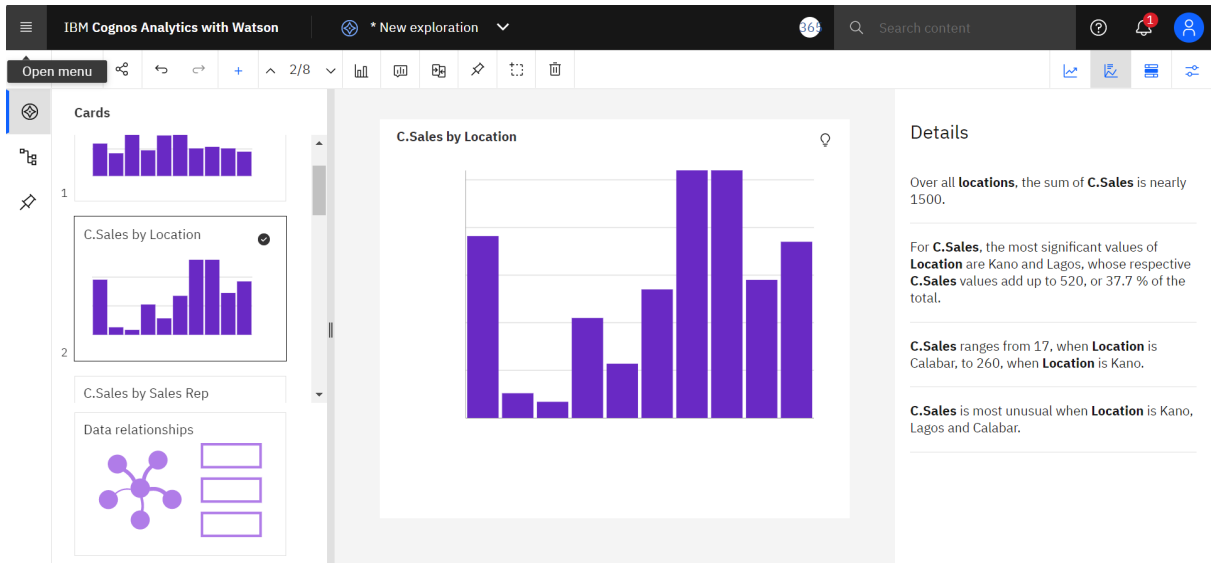 IBM Cognos Analytics with Watson
* New exploration
365
Search content
1
Open menu
2/8
Cards
1
C.Sales by Location
2
C.Sales by Sales Rep
Data relationships
C.Sales by Location
Details
Over all locations, the sum of C.Sales is nearly
1500.
For C.Sales, the most significant values of
Location are Kano and Lagos, whose respective
C.Sales values add up to 520, or 37.7 % of the
total.
C.Sales ranges from 17, when Location is
Calabar, to 260, when Location is Kano.
C.Sales is most unusual when Location is Kano,
Lagos and Calabar.